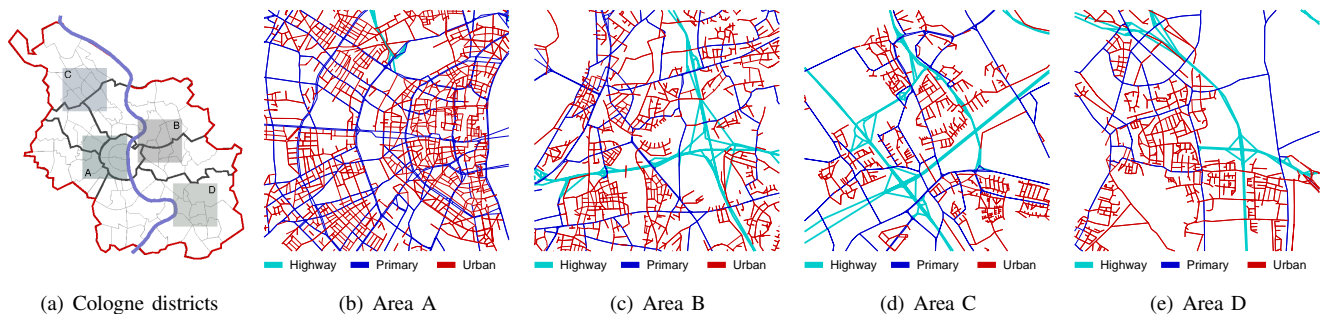 C
B
A
D
Highway Primary Urban
Highway Primary Urban
Highway Primary Urban
Highway Primary Urban
(a) Cologne districts
(b) Area A
(c) Area B
(d) Area C
(e) Area D